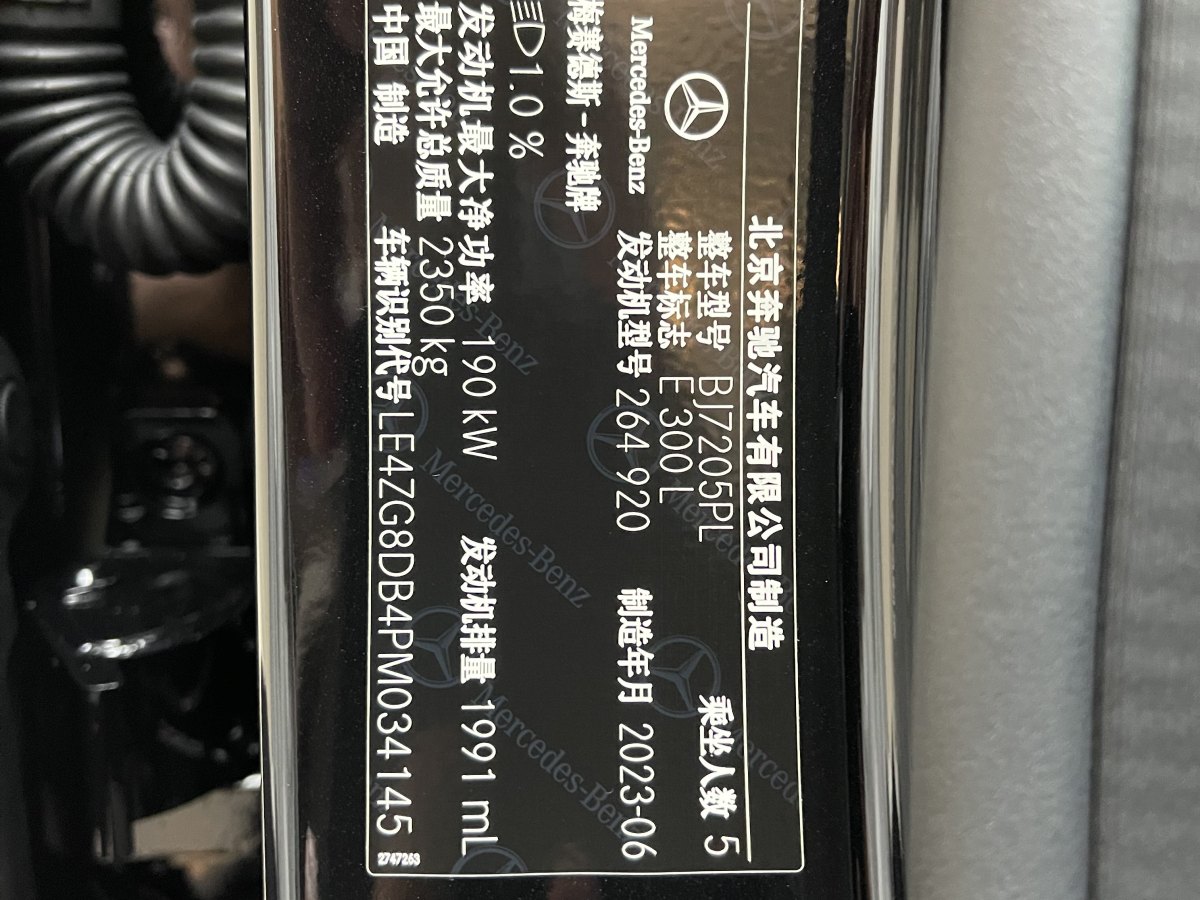 北京奔驰汽车有限公司制造
Mercedes-Benz
整车型号 BJ7205PL 乘坐人数 5
整车标志 E 300 L
发动机型号 264 920 制造年月 2023-06
梅赛德斯-奔驰牌
1.0 %
发动机最大净功率 190 kW 发动机排量 1991 mL
最大允许总质量 2350 kg
中国 制造 车辆识别代号 LE4ZG8DB4PM034145
2747263